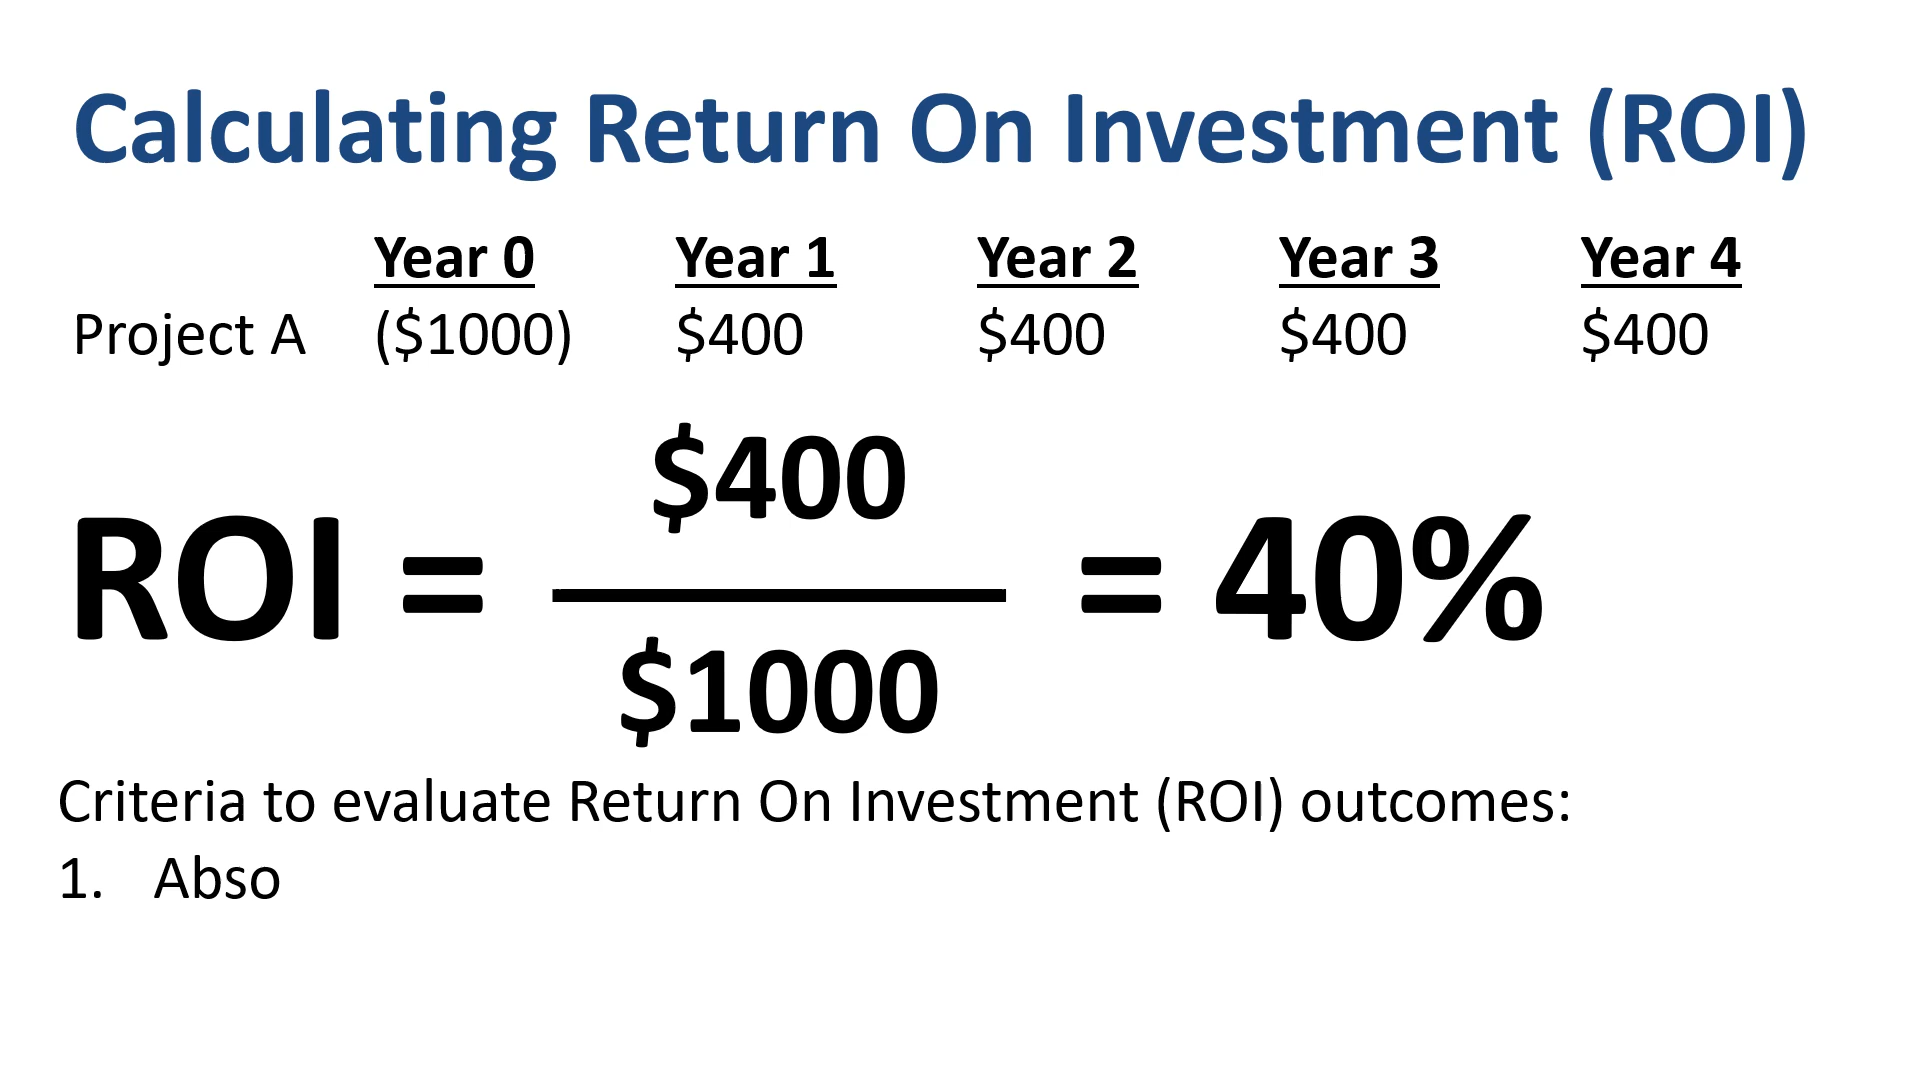 Calculating Return On Investment (ROI)
Year 0 Year 1 Year 2 Year 3 Year 4
Project A ($1000) $400 $400 $400 $400
$400
ROI = = 40%
$1000
Criteria to evaluate Return On Investment (ROI) outcomes:
1. Abso